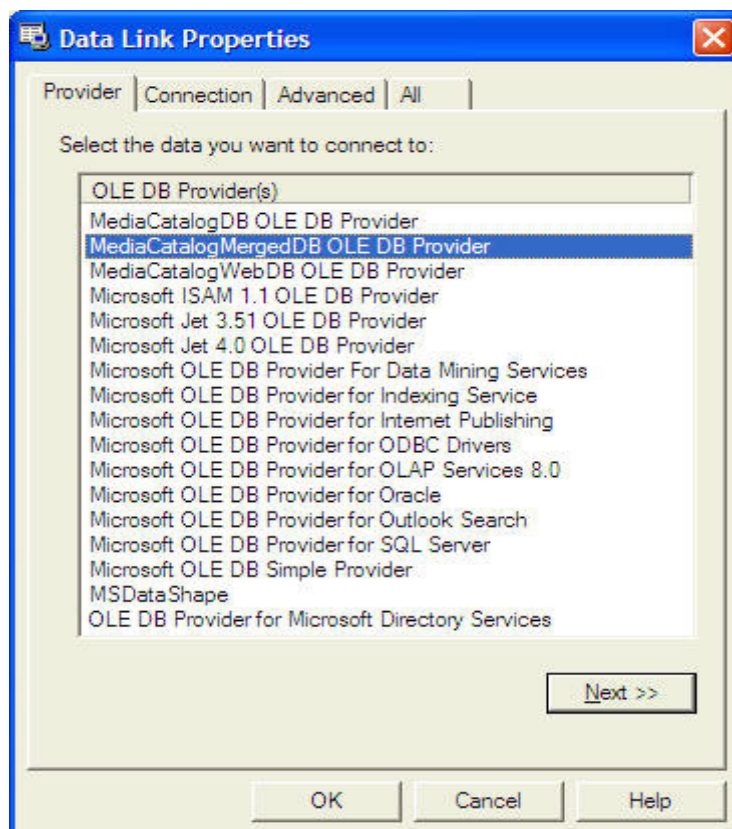 Data Link Properties
Provider Connection Advanced All
Select the data you want to connect to:
OLE DB Provider(s)
MediaCatalogDB OLE DB Provider
MediaCatalogMergedDB OLE DB Provider
MediaCatalogWebDB OLE DB Provider
Microsoft ISAM 1.1 OLE DB Provider
Microsoft Jet 3.51 OLE DB Provider
Microsoft Jet 4.0 OLE DB Provider
Microsoft OLE DB Provider For Data Mining Services
Microsoft OLE DB Provider for Indexing Service
Microsoft OLE DB Provider for Internet Publishing
Microsoft OLE DB Provider for ODBC Drivers
Microsoft OLE DB Provider for OLAP Services 8.0
Microsoft OLE DB Provider for Oracle
Microsoft OLE DB Provider for Outlook Search
Microsoft OLE DB Provider for SQL Server
Microsoft OLE DB Simple Provider
MSDataShape
OLE DB Provider for Microsoft Directory Services
Next >>
OK Cancel Help